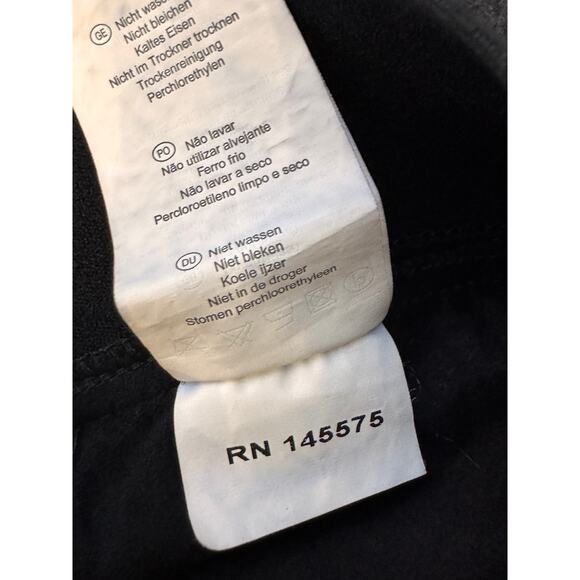 GE Nicht wasc
Nicht bleichen
Kaltes Eisen
Nicht im Trockner trocknen
Trockenreinigung
Perchlorethylen
PO Não lavar
Não utilizar alvejante
Ferro frio
Não lavar a seco
Percloroetileno limpo e seco
DU Niet wassen
Niet bleken
Koele ijzer
Niet in de droger
Stomen perchloorethyleen
RN 145575